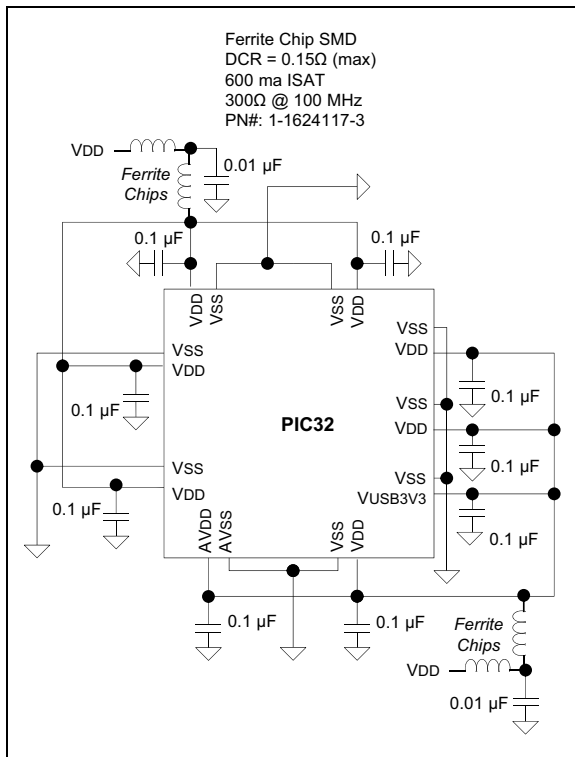 Ferrite Chip SMD
DCR = 0.15Ω (max)
600 ma ISAT
300Ω @ 100 MHz
PN#: 1-1624117-3
VDD
0.01 µF
Ferrite
Chips
0.1 µF
0.1 µF
VDD
VSS
VSS
VDD
VSS
VDD
VSS
VDD
0.1 µF
0.1 µF
VSS
PIC32
VDD
0.1 µF
VSS
VSS
VDD
VUSB3V3
0.1 µF
0.1 µF
AVDD
AVSS
VSS
VDD
0.1 µF
0.1 µF
Ferrite
Chips
VDD
0.01 µF